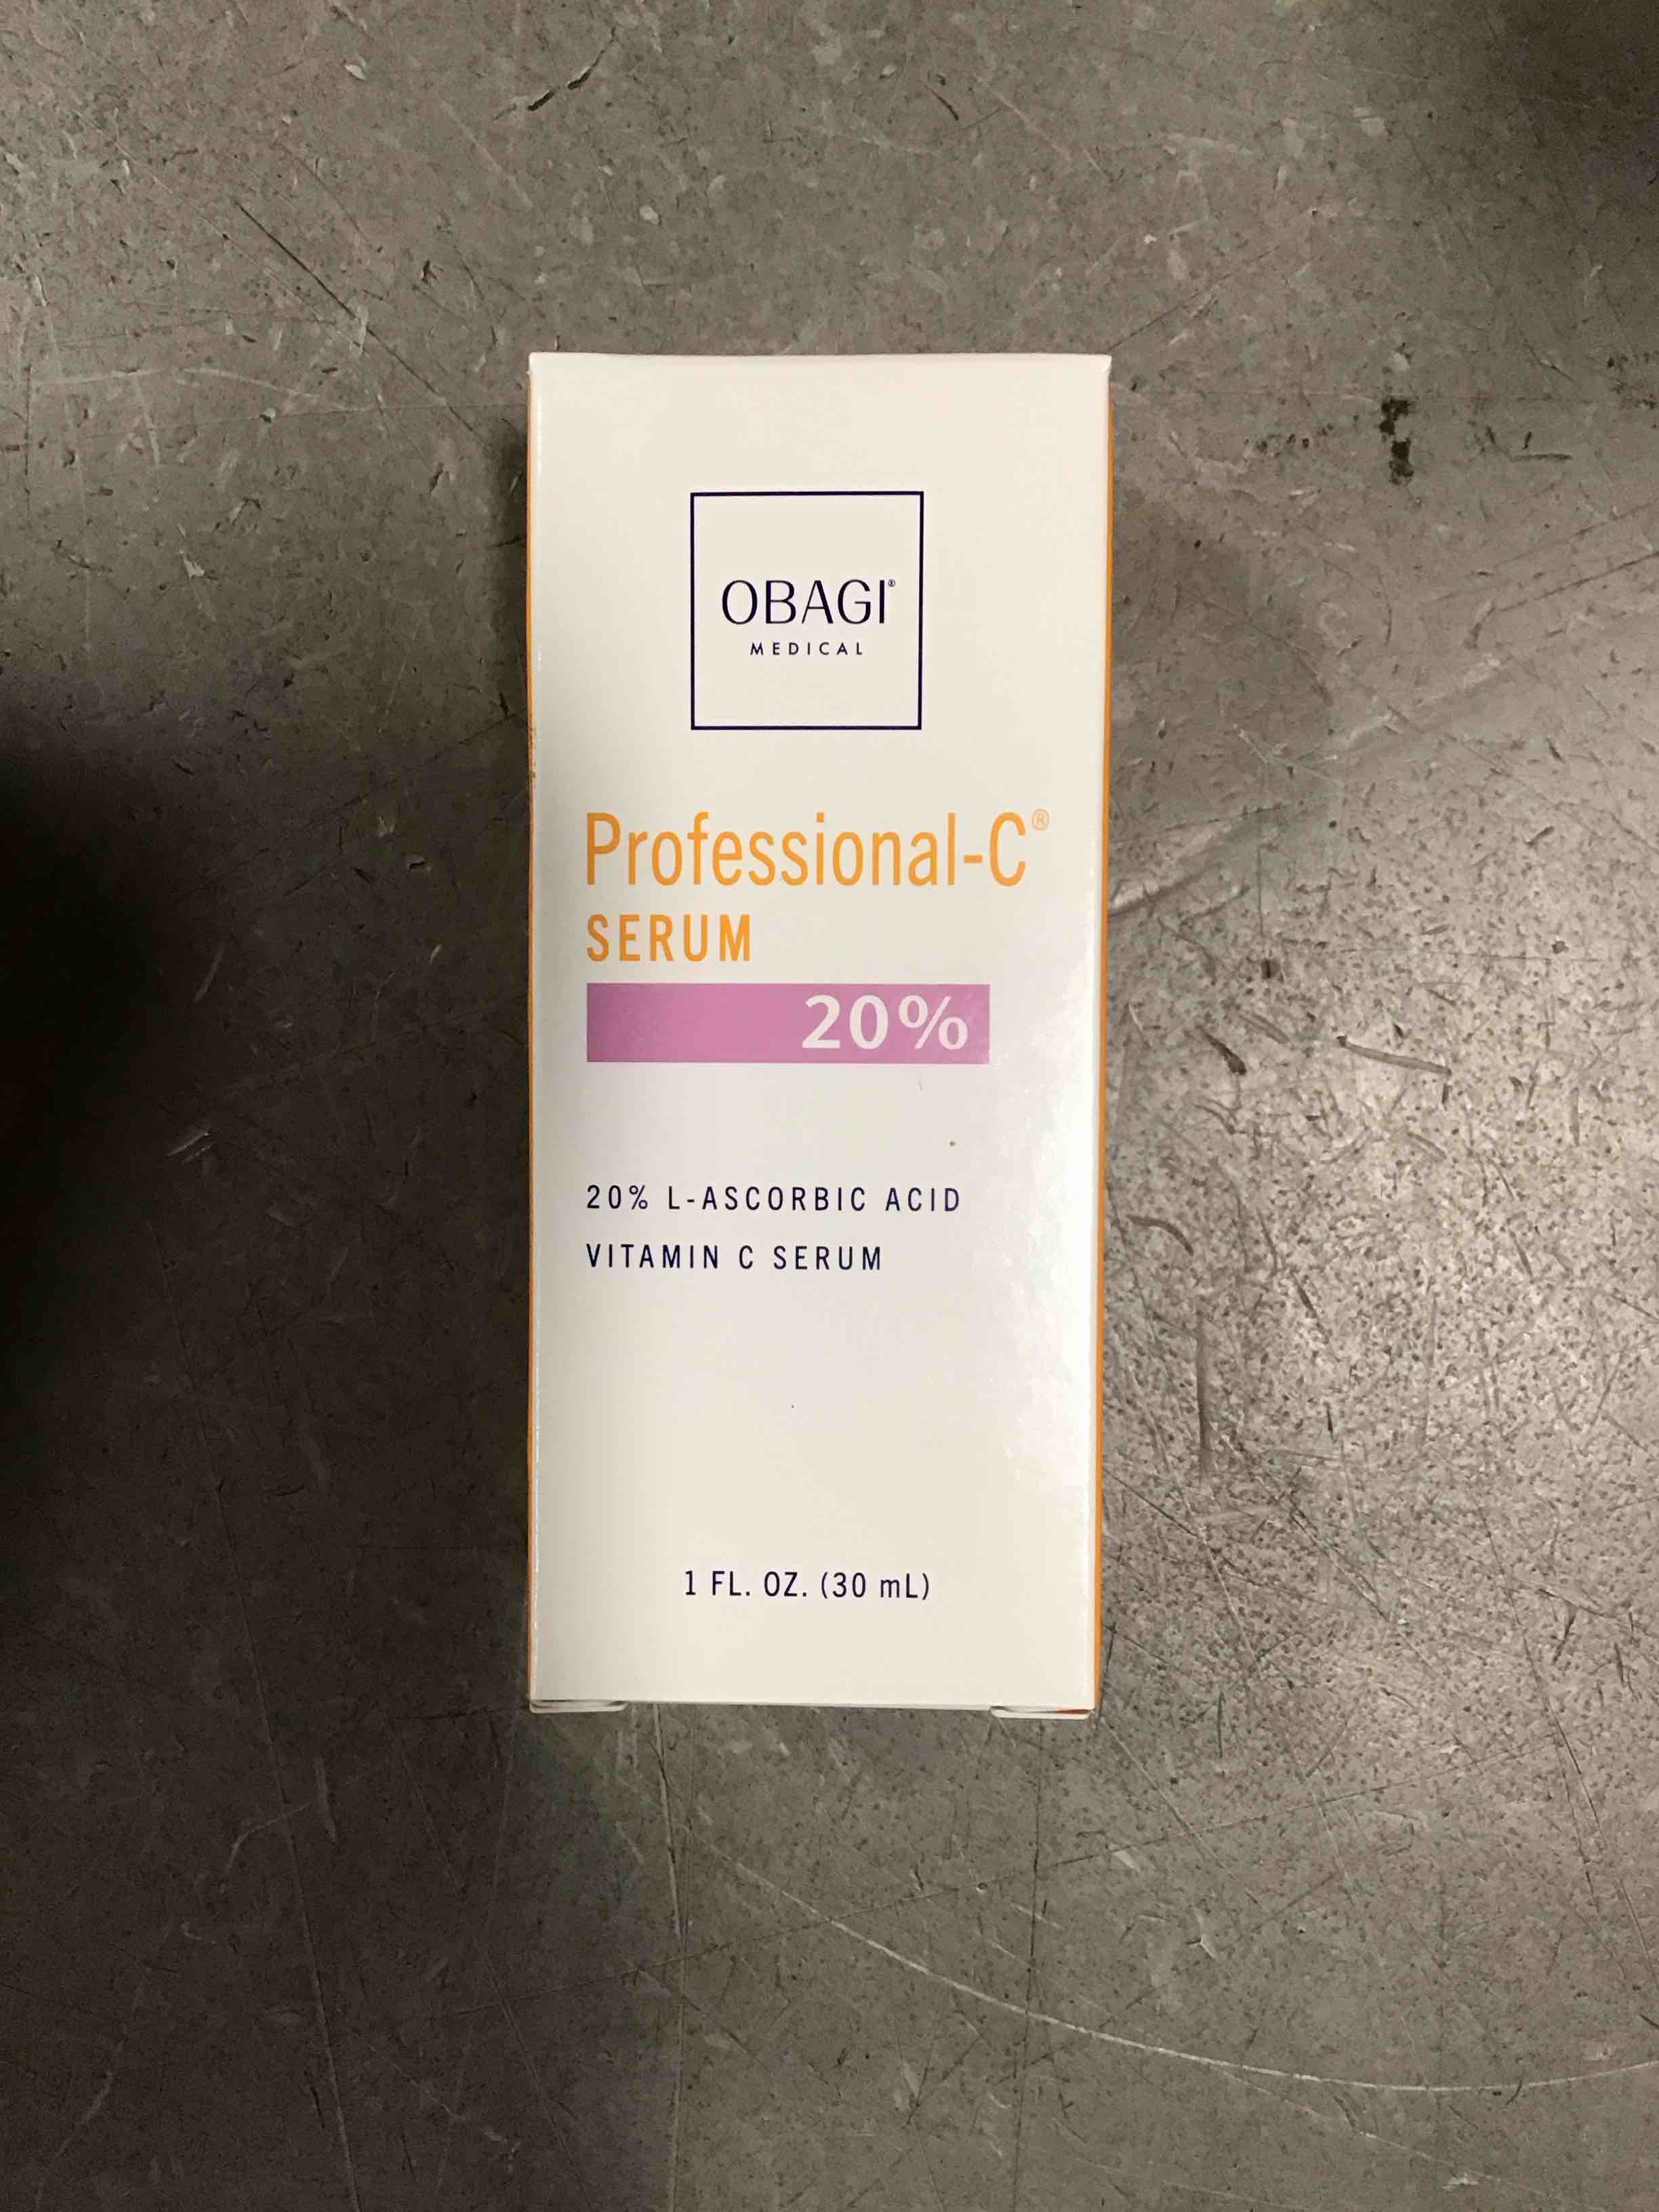 OBAGI®
MEDICAL
Professional-C®
SERUM
20%
20% L-ASCORBIC ACID
VITAMIN C SERUM
1 FL. OZ. (30 mL)